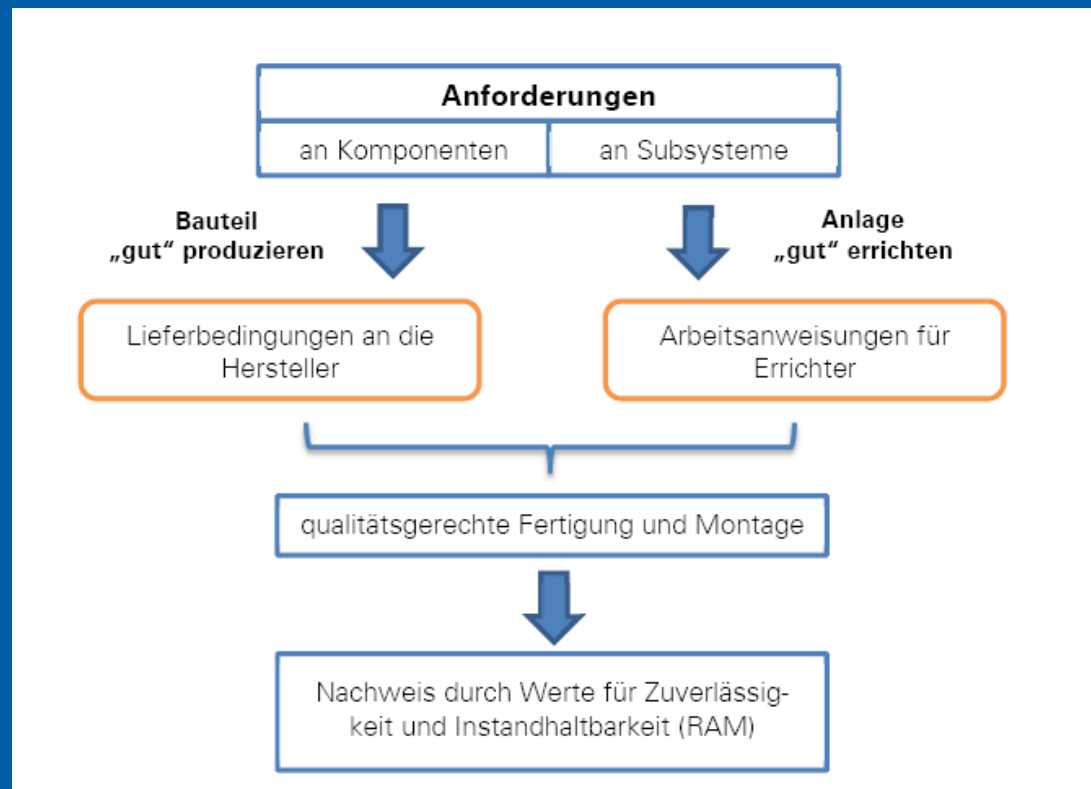 Anforderungen
an Komponenten
an Subsysteme
Bauteil
„gut“ produzieren
Anlage
„gut“ errichten
Lieferbedingungen an die
Hersteller
Arbeitsanweisungen für
Errichter
qualitätsgerechte Fertigung und Montage
Nachweis durch Werte für Zuverlässig-
keit und Instandhaltbarkeit (RAM)